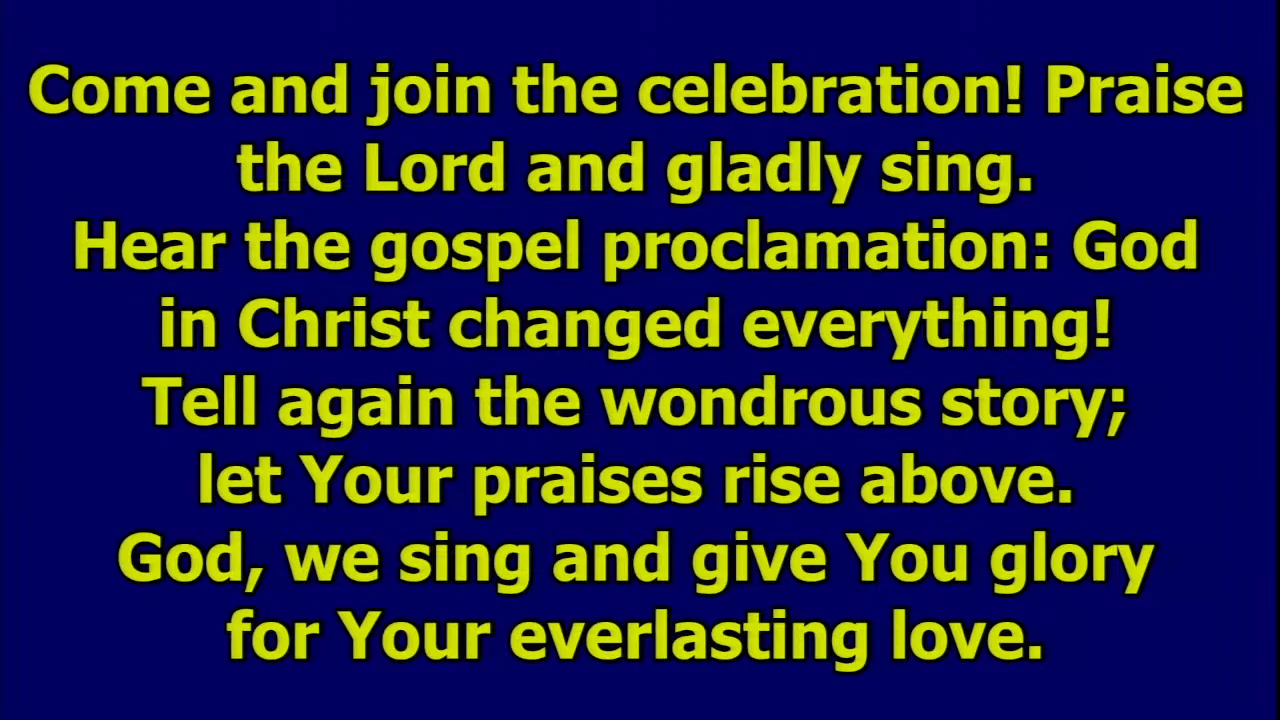 Come and join the celebration! Praise
the Lord and gladly sing.
Hear the gospel proclamation: God
in Christ changed everything!
Tell again the wondrous story;
let Your praises rise above.
God, we sing and give You glory
for Your everlasting love.